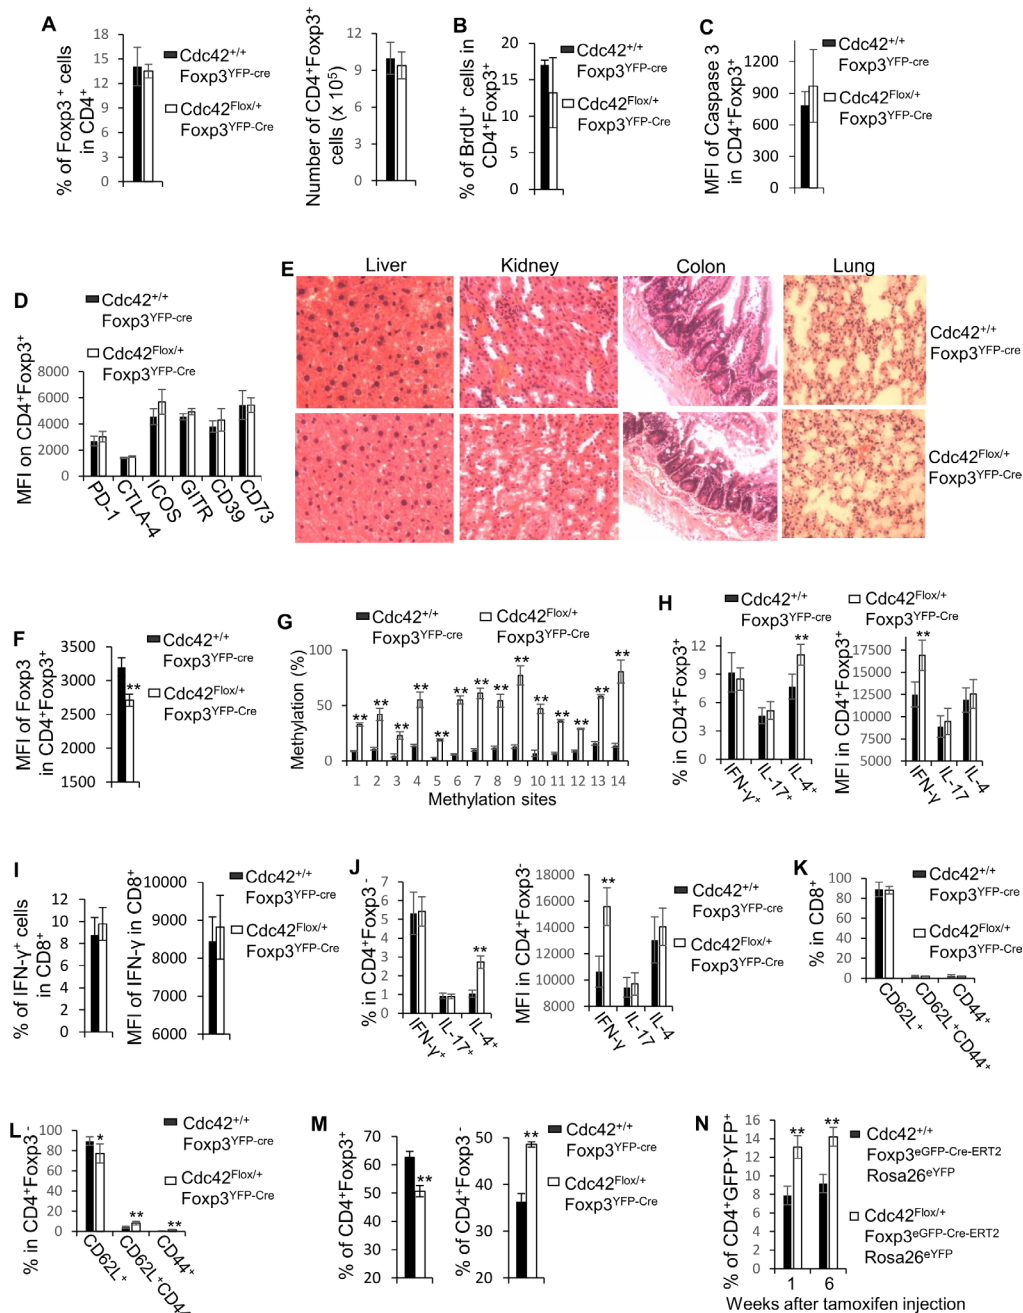 A
% of Foxp3⁺ cells
in CD4⁺
18
15
12
9
6
3
0
Cdc42+/+
Foxp3YFP-cre
Cdc42Flox/+
Foxp3YFP-Cre
Number of CD4⁺Foxp3⁺
cells (x 10⁵)
12
9
6
3
0
B
% of BrdU⁺ cells in
CD4⁺Foxp3⁺
20
15
10
5
0
Cdc42+/+
Foxp3YFP-cre
Cdc42Flox/+
Foxp3YFP-Cre
C
MFI of Caspase 3
in CD4⁺Foxp3⁺
1200
900
600
300
0
Cdc42+/+
Foxp3YFP-cre
Cdc42Flox/+
Foxp3YFP-Cre
D
Cdc42+/+
Foxp3YFP-cre
Cdc42Flox/+
Foxp3YFP-Cre
MFI on CD4⁺Foxp3⁺
8000
6000
4000
2000
0
PD-1
CTLA-4
ICOS
GITR
CD39
CD73
E
Liver
Kidney
Colon
Lung
Cdc42+/+
Foxp3YFP-cre
Cdc42Flox/+
Foxp3YFP-Cre
F
MFI of Foxp3
in CD4⁺Foxp3⁺
3500
3000
2500
2000
1500
**
Cdc42+/+
Foxp3YFP-cre
Cdc42Flox/+
Foxp3YFP-Cre
G
Cdc42+/+
Foxp3YFP-cre
Cdc42Flox/+
Foxp3YFP-Cre
Methylation (%)
100
50
0
** ** ** ** ** ** ** ** ** ** ** ** ** **
1 2 3 4 5 6 7 8 9 10 11 12 13 14
Methylation sites
H
Cdc42+/+
Foxp3YFP-cre
Cdc42Flox/+
Foxp3YFP-Cre
% in CD4⁺Foxp3⁺
12
9
6
3
0
**
IFN-γ⁺
IL-17⁺
IL-4⁺
MFI in CD4⁺Foxp3⁺
17500
15000
12500
10000
7500
5000
**
IFN-γ
IL-17
IL-4
I
% of IFN-γ⁺ cells
in CD8⁺
12
10
8
6
4
2
0
MFI of IFN-γ in CD8⁺
10000
9000
8000
7000
6000
Cdc42+/+
Foxp3YFP-cre
Cdc42Flox/+
Foxp3YFP-Cre
J
% in CD4⁺Foxp3⁻
7
6
5
4
3
2
1
0
**
IFN-γ⁺
IL-17⁺
IL-4⁺
MFI in CD4⁺Foxp3⁻
18000
16000
14000
12000
10000
8000
**
IFN-γ
IL-17
IL-4
Cdc42+/+
Foxp3YFP-cre
Cdc42Flox/+
Foxp3YFP-Cre
K
% in CD8⁺
100
80
60
40
20
0
CD62L⁺
CD62L⁺CD44⁺
CD44⁺
Cdc42+/+
Foxp3YFP-cre
Cdc42Flox/+
Foxp3YFP-Cre
L
% in CD4⁺Foxp3⁻
100
80
60
40
20
0
*
**
**
CD62L⁺
CD62L⁺CD44
CD44⁺
Cdc42+/+
Foxp3YFP-cre
Cdc42Flox/+
Foxp3YFP-Cre
M
% of CD4⁺Foxp3⁺
70
60
50
40
30
20
**
% of CD4⁺Foxp3⁻
50
40
30
20
**
Cdc42+/+
Foxp3YFP-cre
Cdc42Flox/+
Foxp3YFP-Cre
N
% of CD4⁺GFP⁻YFP⁺
16
14
12
10
8
6
4
2
0
**
**
1 6
Weeks after tamoxifen injection
Cdc42+/+
Foxp3eGFP-Cre-ERT2
Rosa26eYFP
Cdc42Flox/+
Foxp3eGFP-Cre-ERT2
Rosa26eYFP